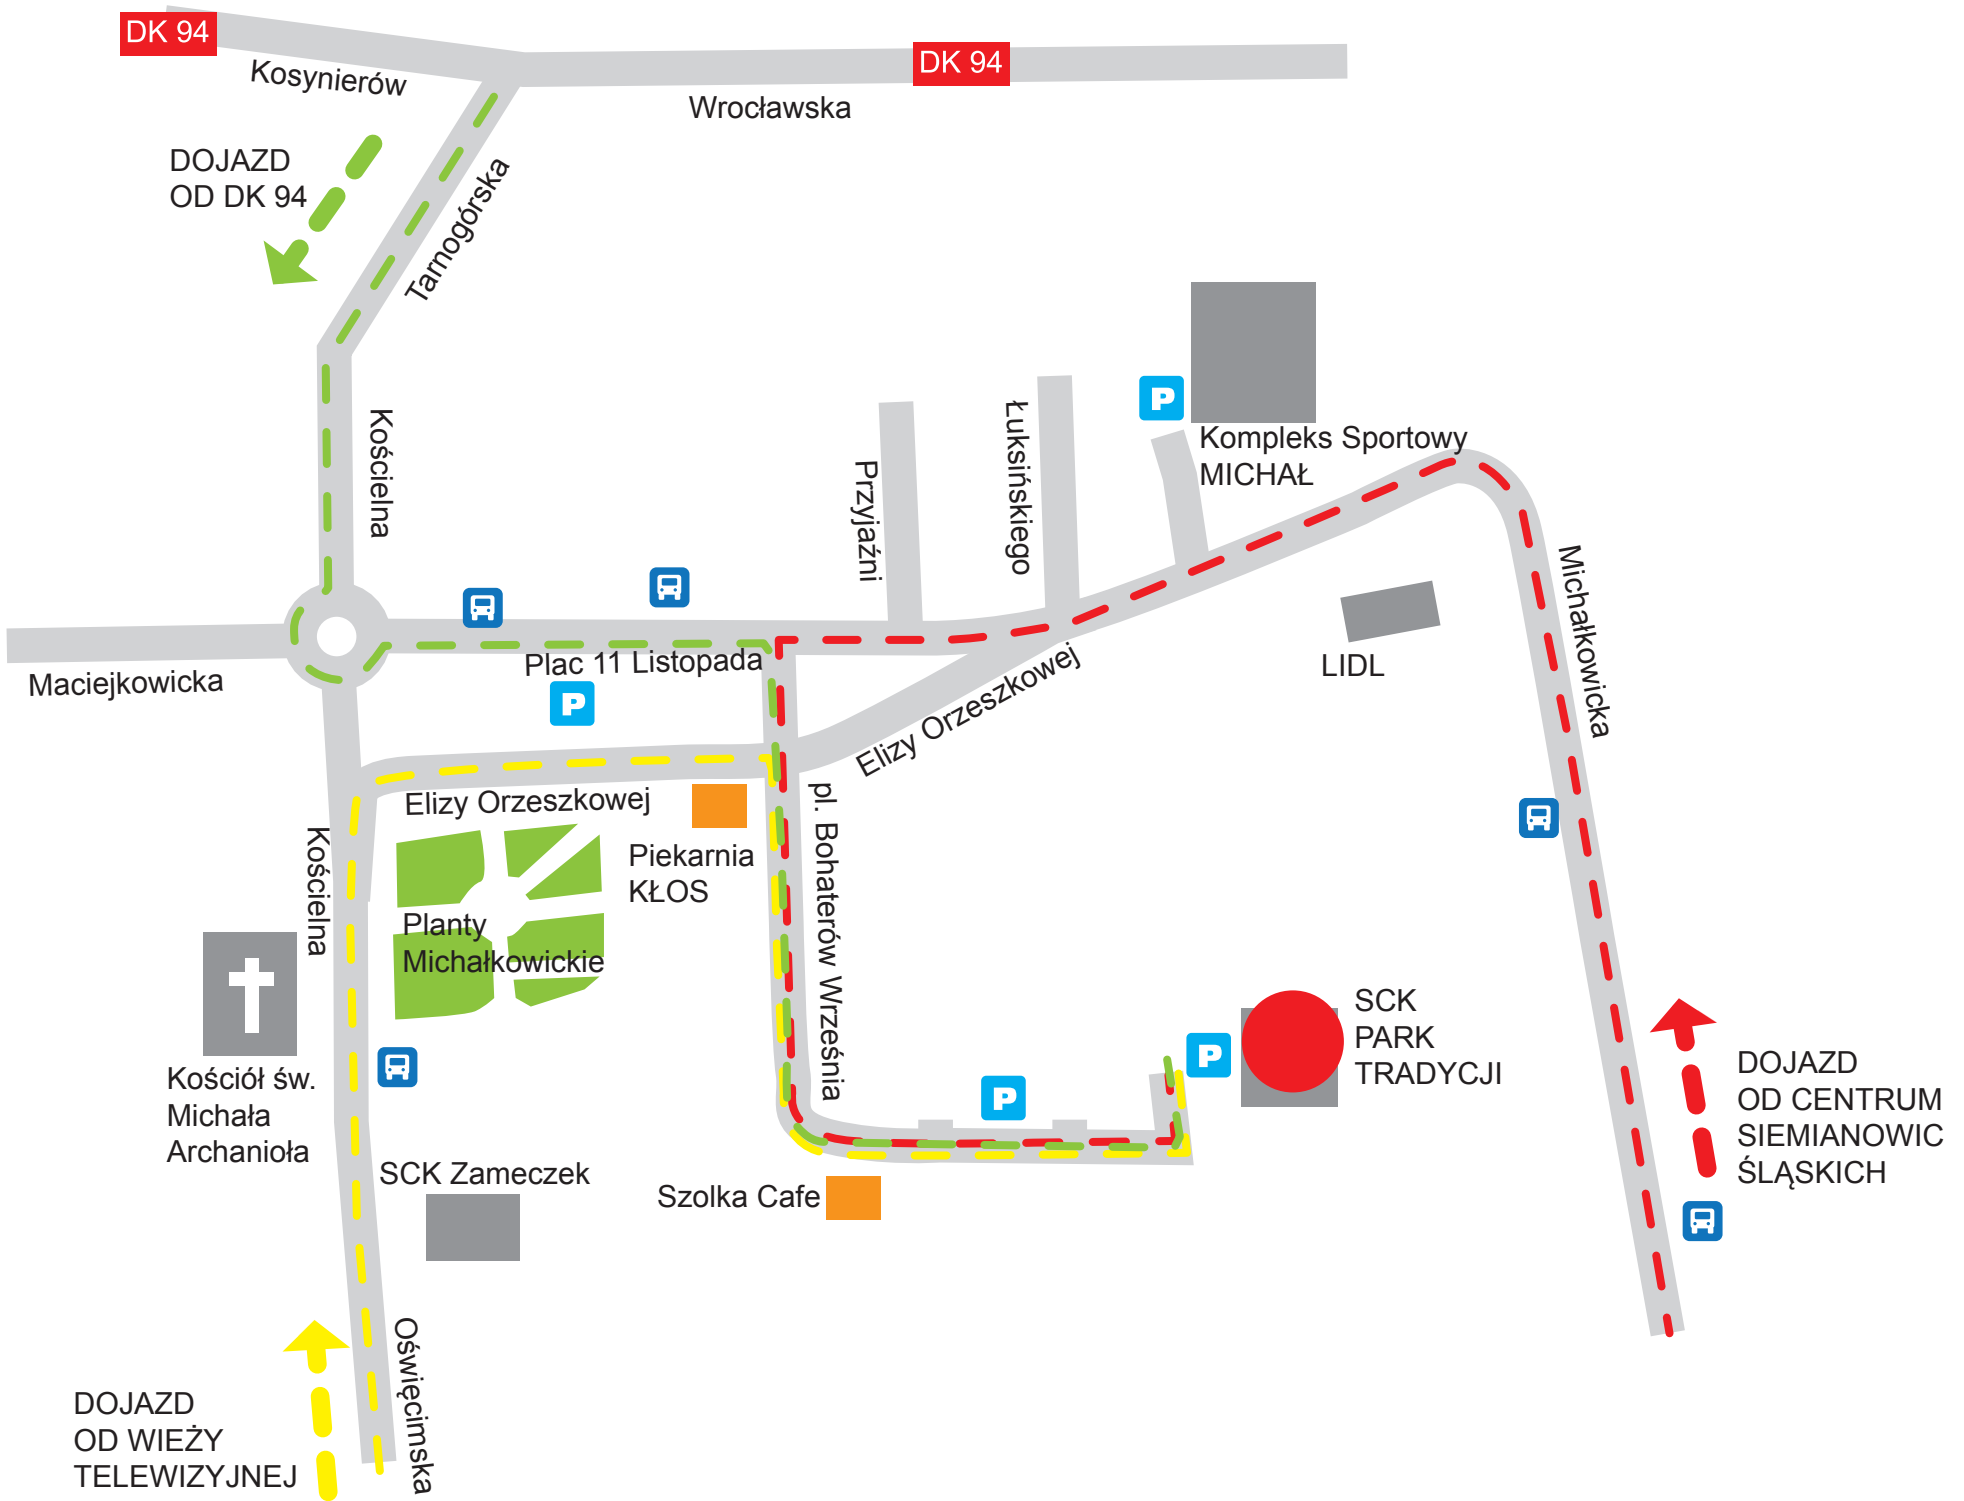 DK 94
DK 94
Kosynierów
Wrocławska
DOJAZD
OD DK 94
Tarnogórska
Kościelna
Przyjaźni
Łuksińskiego
P
Kompleks Sportowy
MICHAŁ
Michałkowicka
Maciejkowicka
Plac 11 Listopada
P
LIDL
Elizy Orzeszkowej
Elizy Orzeszkowej
Kościelna
Piekarnia
KŁOS
pl. Bohaterów Września
Planty
Michałkowickie
Kościół św.
Michała
Archanioła
SCK
PARK
TRADYCJI
P
P
DOJAZD
OD CENTRUM
SIEMIANOWIC
ŚLĄSKICH
SCK Zameczek
Szolka Cafe
Oświęcimska
DOJAZD
OD WIEŻY
TELEWIZYJNEJ